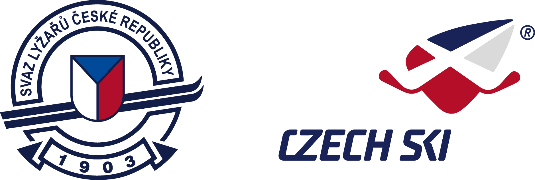 SVAZ LYŽAŘŮ ČESKÉ REPUBLIKY
1903
CZECH SKI
®